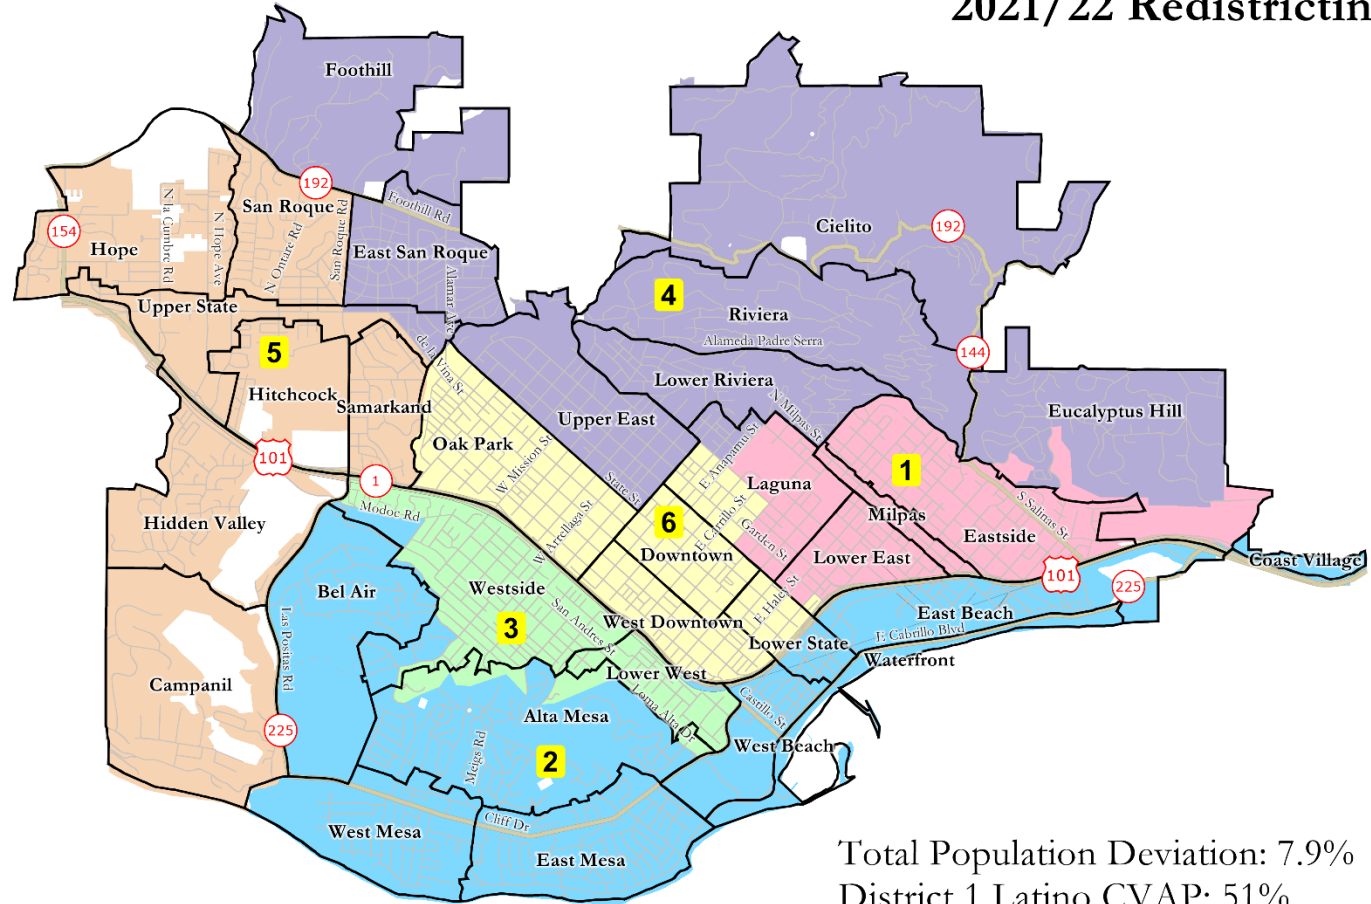 2021/22 Redistrictin
Foothill
192
San Roque
Foothill Rd
154
Hope
N la Cumbre Rd
N Hope Ave
N Ontare Rd
San Roque Rd
East San Roque
Alamar Ave
Cielito
192
4
Riviera
Alameda Padre Serra
Upper State
5
Hitchcock
Samarkand
de la Vina St
144
Lower Riviera
N Milpas St
Upper East
Eucalyptus Hill
Oak Park
W Mission St
State St
E Anapamu St
101
1
Modoc Rd
Laguna
1
Milpas
Eastside
S Salinas St
Hidden Valley
W Arrellaga St
6
E Carrillo St
Downtown
Garden St
Lower East
101
225
Coast Village
Bel Air
Westside
3
San Andres St
West Downtown
E Haley St
Lower State
East Beach
E Cabrillo Blvd
Waterfront
Las Positas Rd
Campanil
225
Lower West
Loma Alta Dr
Castillo St
Alta Mesa
Meigs Rd
2
West Beach
West Mesa
Cliff Dr
East Mesa
Total Population Deviation: 7.9%
District 1 Latino CVAP: 51%